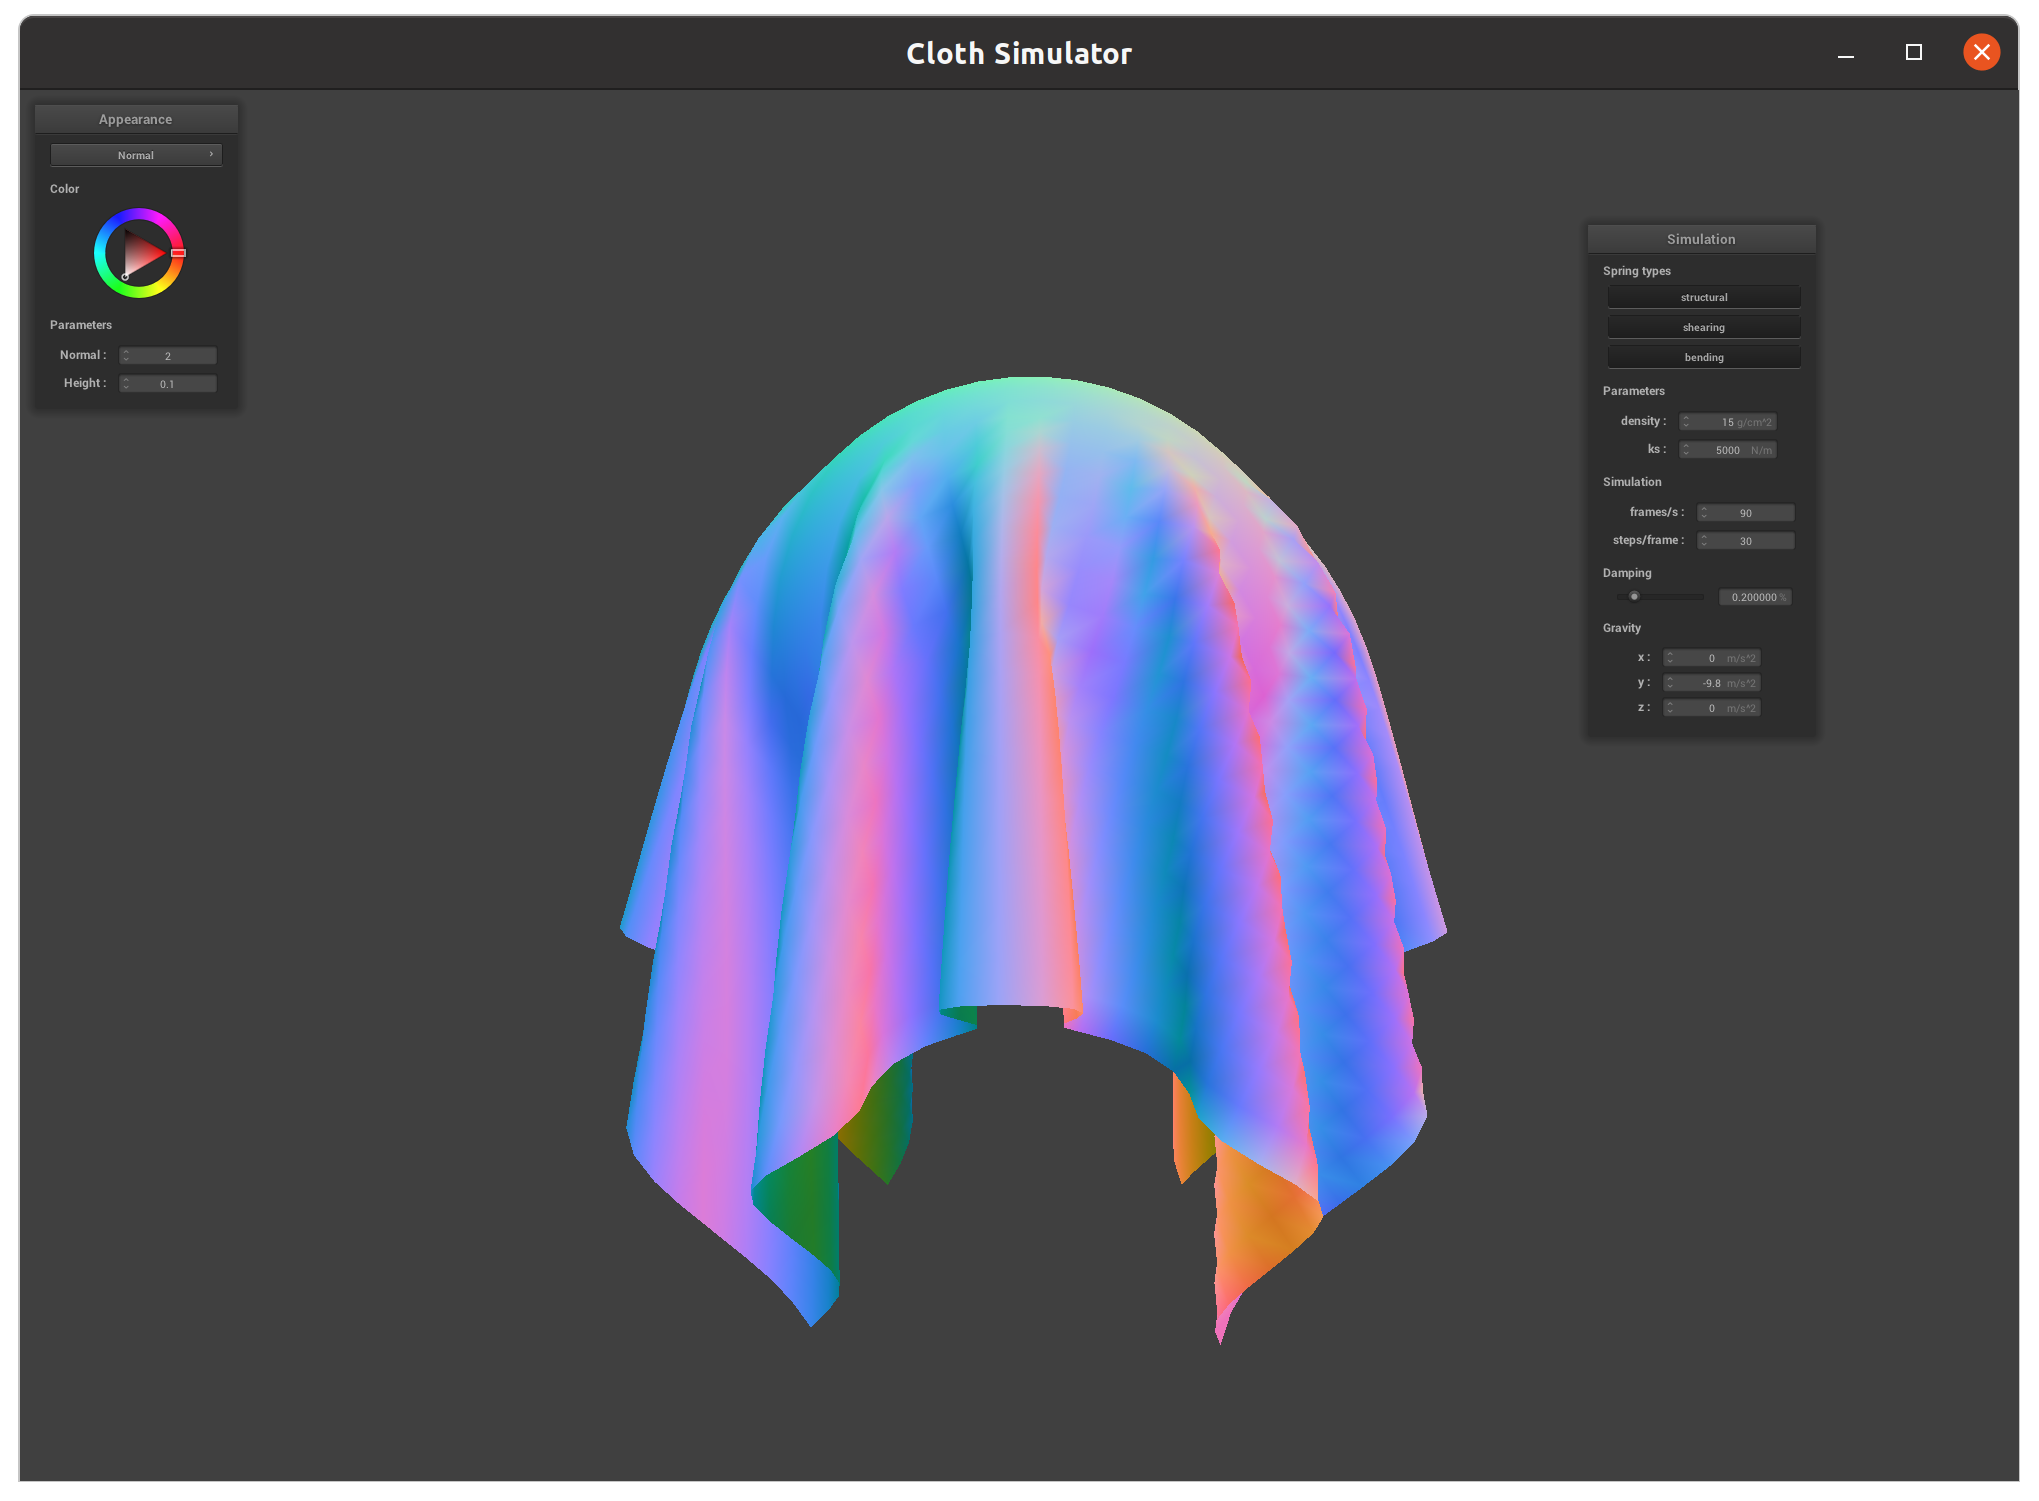 Cloth Simulator
Appearance
Normal
Color
Parameters
Normal : 2
Height : 0.1
Simulation
Spring types
structural
shearing
bending
Parameters
density : 15 g/cm^2
ks : 5000 N/m
Simulation
frames/s : 90
steps/frame : 30
Damping
0.200000 %
Gravity
x : 0 m/s^2
y : -9.8 m/s^2
z : 0 m/s^2